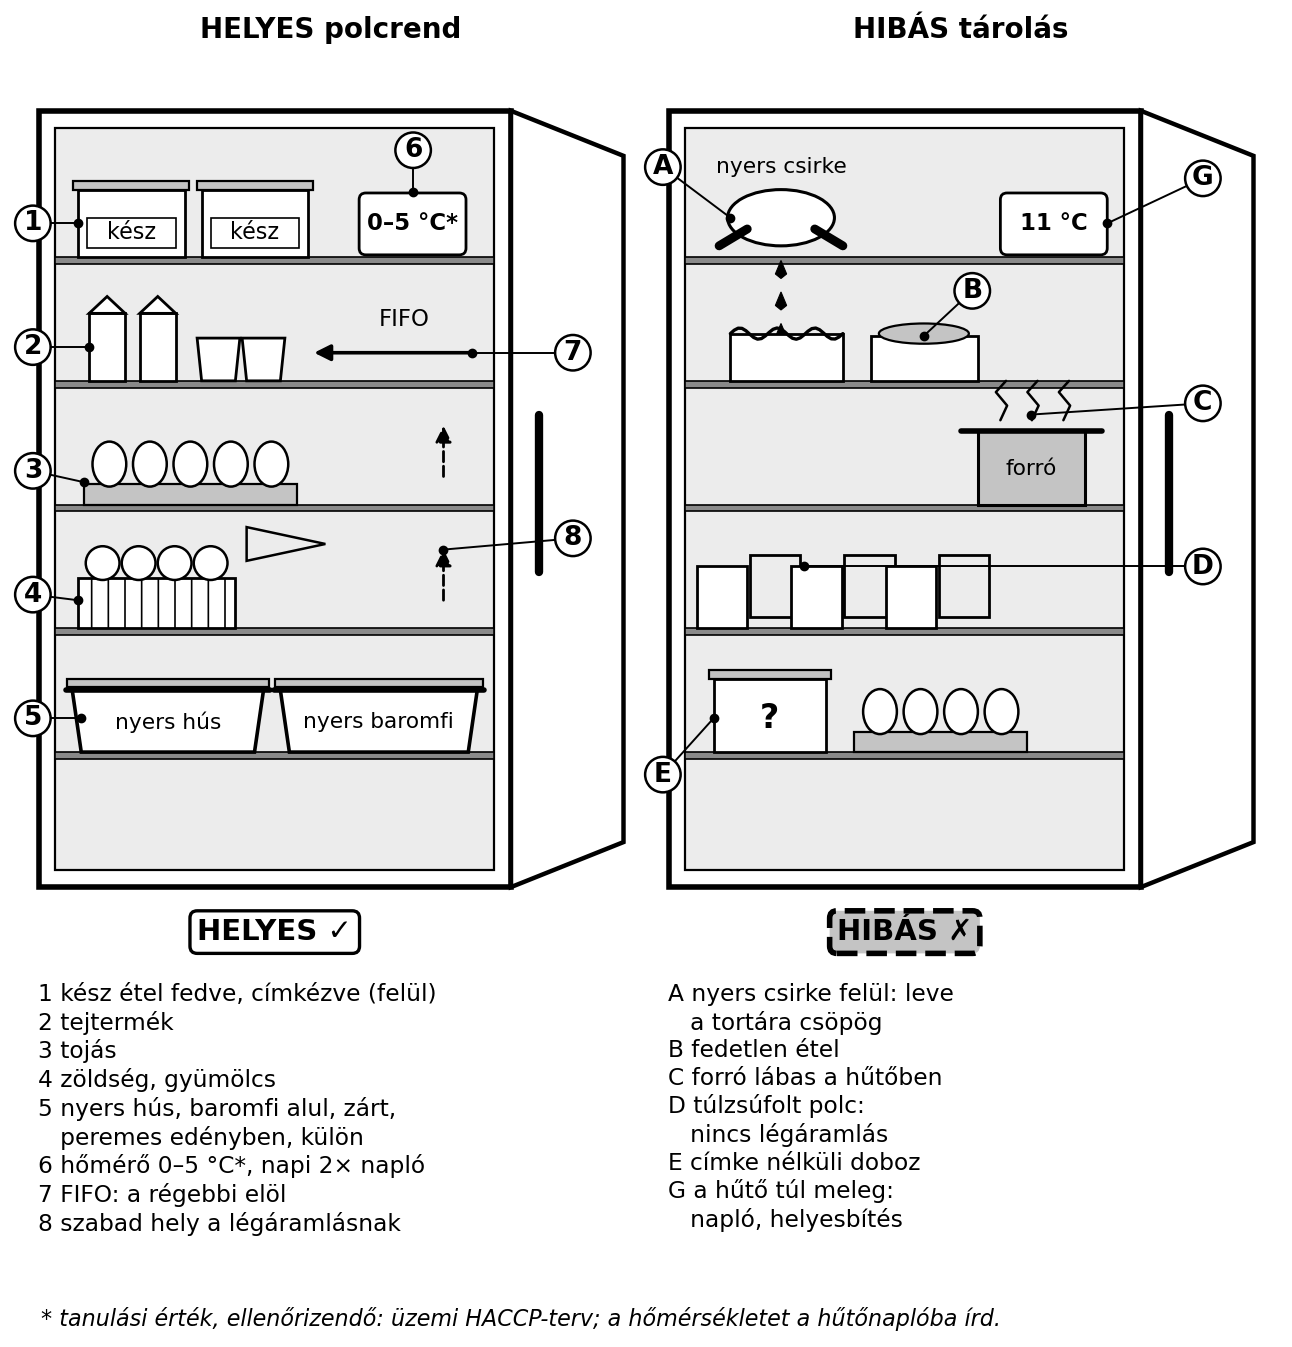 HELYES polcrend
HIBÁS tárolás
6
A
nyers csirke
G
1
kész
kész
0–5 °C*
11 °C
B
2
FIFO
7
C
3
forró
8
4
D
5
nyers hús
nyers baromfi
?
E
HELYES ✓
HIBÁS ✗
1 kész étel fedve, címkézve (felül)
2 tejtermék
3 tojás
4 zöldség, gyümölcs
5 nyers hús, baromfi alul, zárt,
peremes edényben, külön
6 hőmérő 0–5 °C*, napi 2× napló
7 FIFO: a régebbi elöl
8 szabad hely a légáramlásnak
A nyers csirke felül: leve
a tortára csöpög
B fedetlen étel
C forró lábas a hűtőben
D túlzsúfolt polc:
nincs légáramlás
E címke nélküli doboz
G a hűtő túl meleg:
napló, helyesbítés
* tanulási érték, ellenőrizendő: üzemi HACCP-terv; a hőmérsékletet a hűtőnaplóba írd.